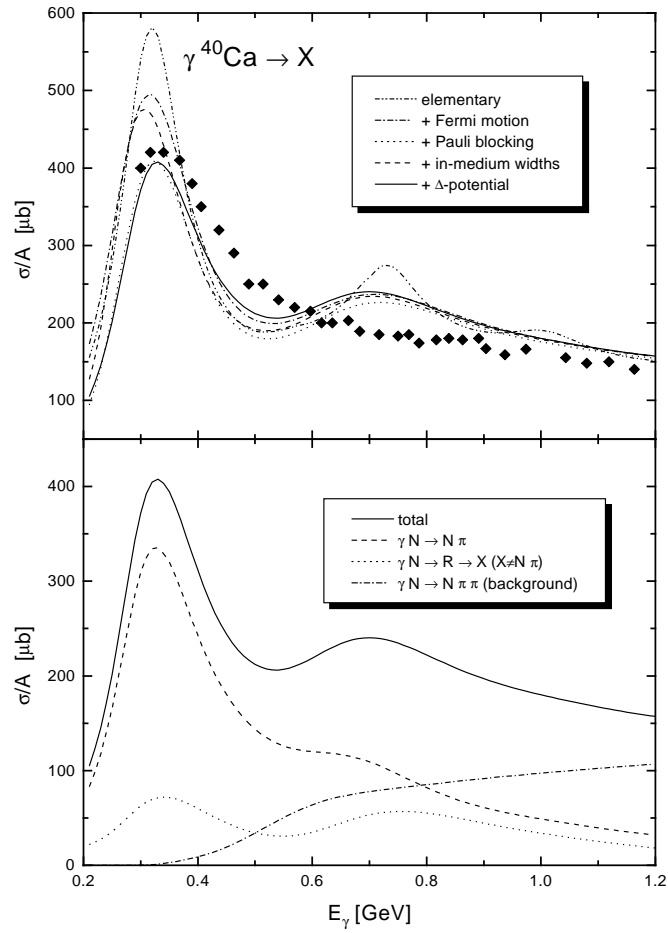 γ ⁴⁰Ca → X
elementary
+ Fermi motion
+ Pauli blocking
+ in-medium widths
+ Δ-potential
σ/A [μb]
600
500
400
300
200
100
total
γ N → N π
γ N → R → X (X≠N π)
γ N → N π π (background)
σ/A [μb]
400
300
200
100
0
0.2 0.4 0.6 0.8 1.0 1.2
E_γ [GeV]